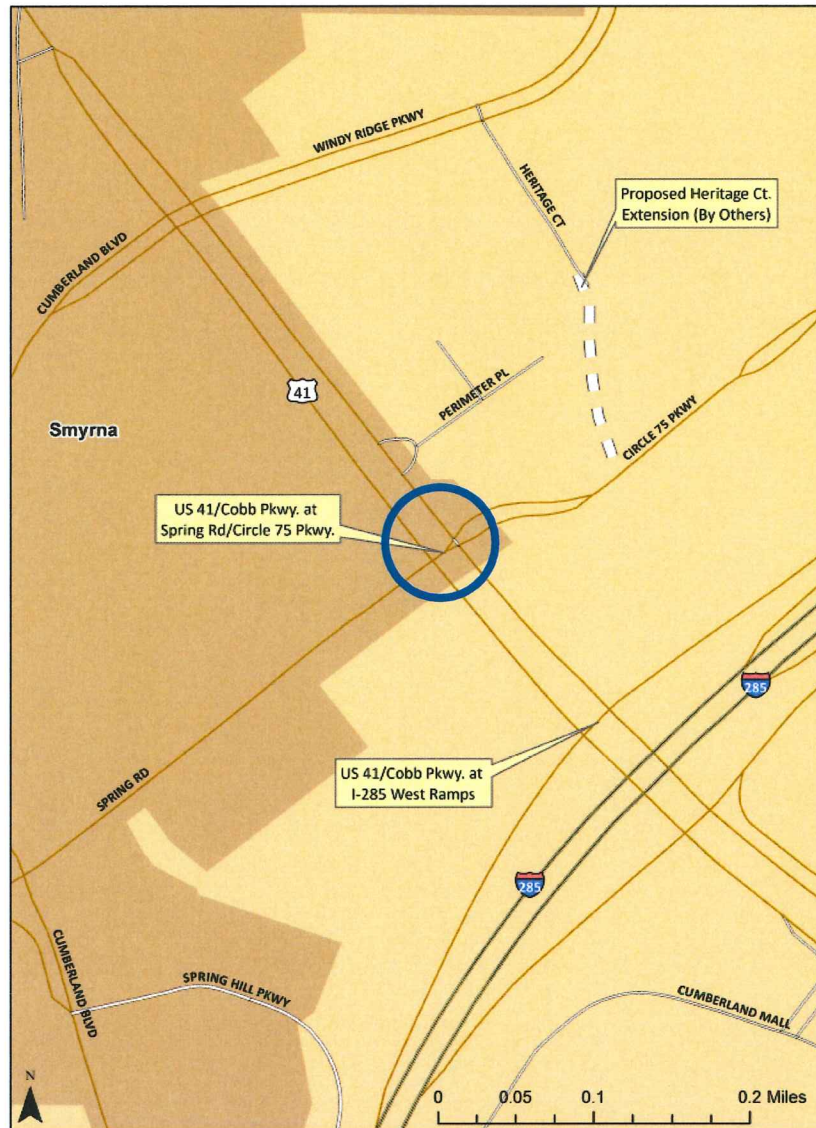 WINDY RIDGE PKWY
HERITAGE CT
Proposed Heritage Ct.
Extension (By Others)
CUMBERLAND BLVD
41
PERIMETER PL
CIRCLE 75 PKWY
Smyrna
US 41/Cobb Pkwy. at
Spring Rd/Circle 75 Pkwy.
285
US 41/Cobb Pkwy. at
I-285 West Ramps
SPRING RD
285
CUMBERLAND BLVD
SPRING HILL PKWY
CUMBERLAND MALL
N
0 0.05 0.1 0.2 Miles